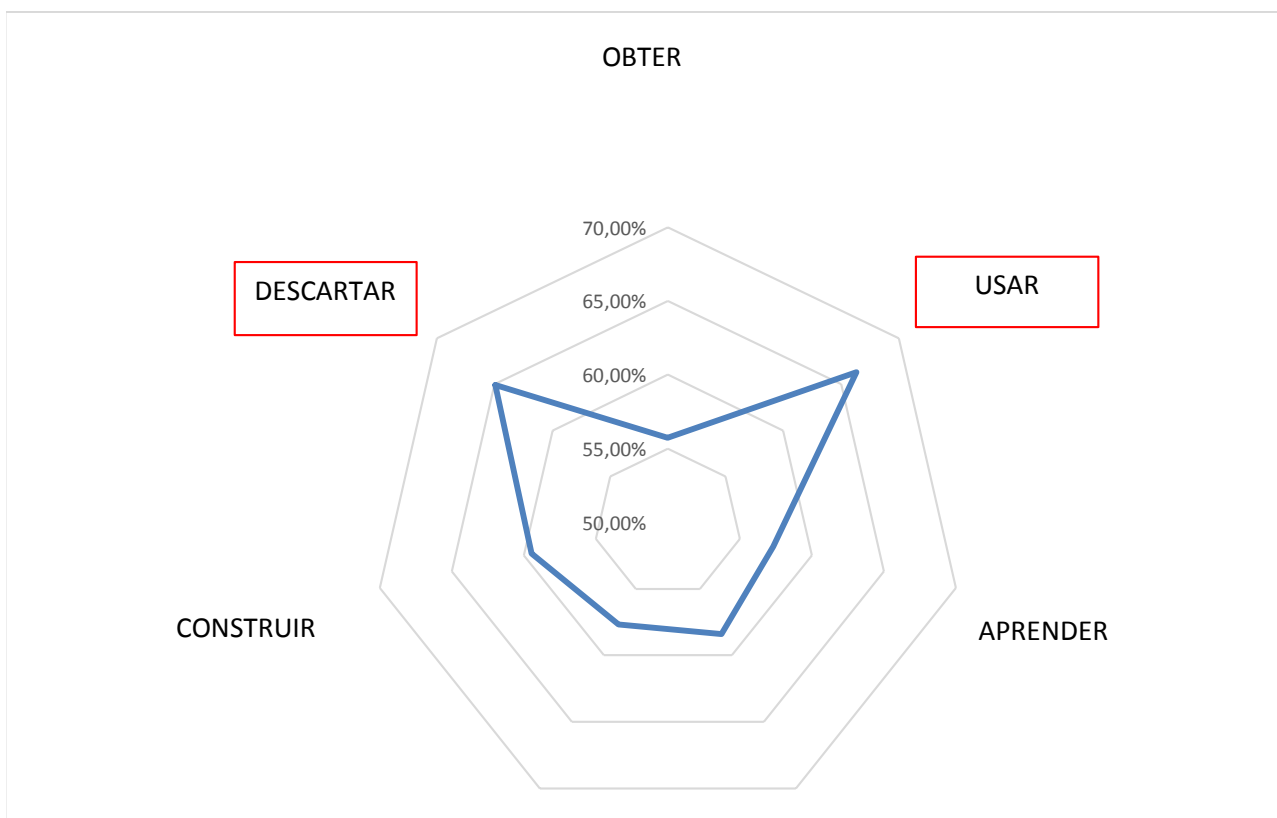 OBTER
70,00%
DESCARTAR
USAR
65,00%
60,00%
55,00%
50,00%
CONSTRUIR
APRENDER